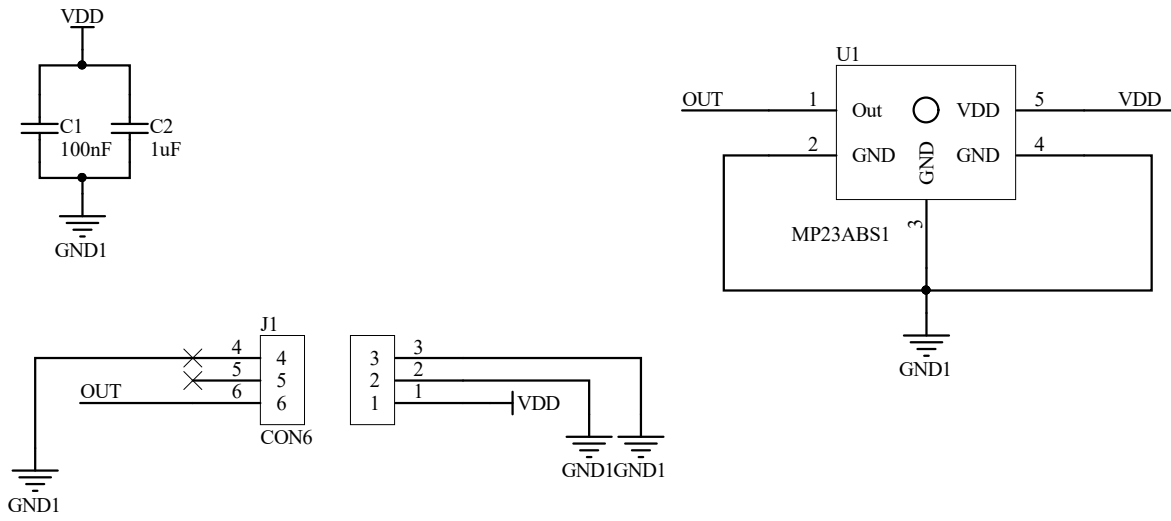 VDD
C1
100nF
C2
1uF
GND1
U1
OUT 1 Out VDD 5 VDD
2 GND GND GND 4
3
MP23ABS1
GND1
J1
4 4 3 3
5 5 2 2
OUT 6 6 1 1 VDD
CON6
GND1 GND1
GND1